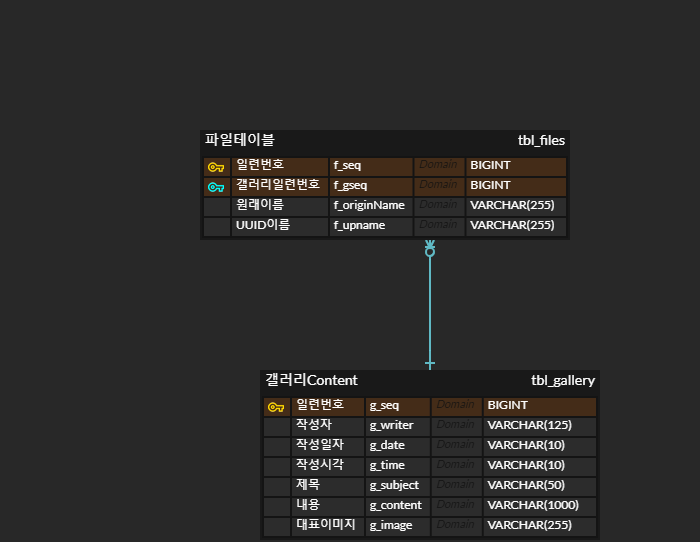 파일테이블 tbl_files
일련번호 f_seq Domain BIGINT
갤러리일련번호 f_gseq Domain BIGINT
원래이름 f_originName Domain VARCHAR(255)
UUID이름 f_upname Domain VARCHAR(255)
갤러리Content tbl_gallery
일련번호 g_seq Domain BIGINT
작성자 g_writer Domain VARCHAR(125)
작성일자 g_date Domain VARCHAR(10)
작성시각 g_time Domain VARCHAR(10)
제목 g_subject Domain VARCHAR(50)
내용 g_content Domain VARCHAR(1000)
대표이미지 g_image Domain VARCHAR(255)